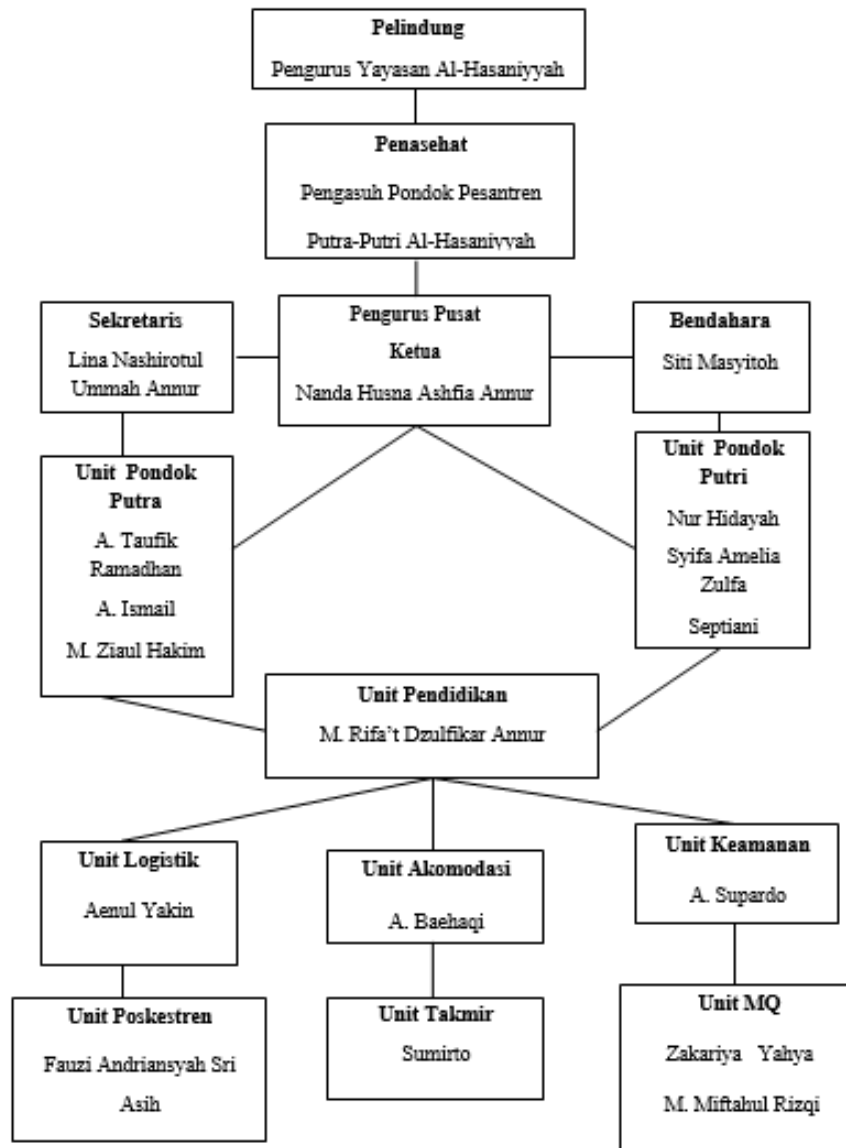 Pelindung
Pengurus Yayasan Al-Hasaniyyah
Penasehat
Pengasuh Pondok Pesantren
Putra-Putri Al-Hasaniyyah
Sekretaris
Lina Nashirotul
Ummah Annur
Pengurus Pusat
Ketua
Nanda Husna Ashfia Annur
Bendahara
Siti Masyitoh
Unit Pondok
Putra
A. Taufik
Ramadhan
A. Ismail
M. Ziaul Hakim
Unit Pondok
Putri
Nur Hidayah
Syifa Amelia
Zulfa
Septiani
Unit Pendidikan
M. Rifa’t Dzulfikar Annur
Unit Logistik
Aenul Yakin
Unit Akomodasi
A. Baehaqi
Unit Keamanan
A. Supardo
Unit Poskestren
Fauzi Andriansyah Sri
Asih
Unit Takmir
Sumirto
Unit MQ
Zakariya Yahya
M. Miftahul Rizqi